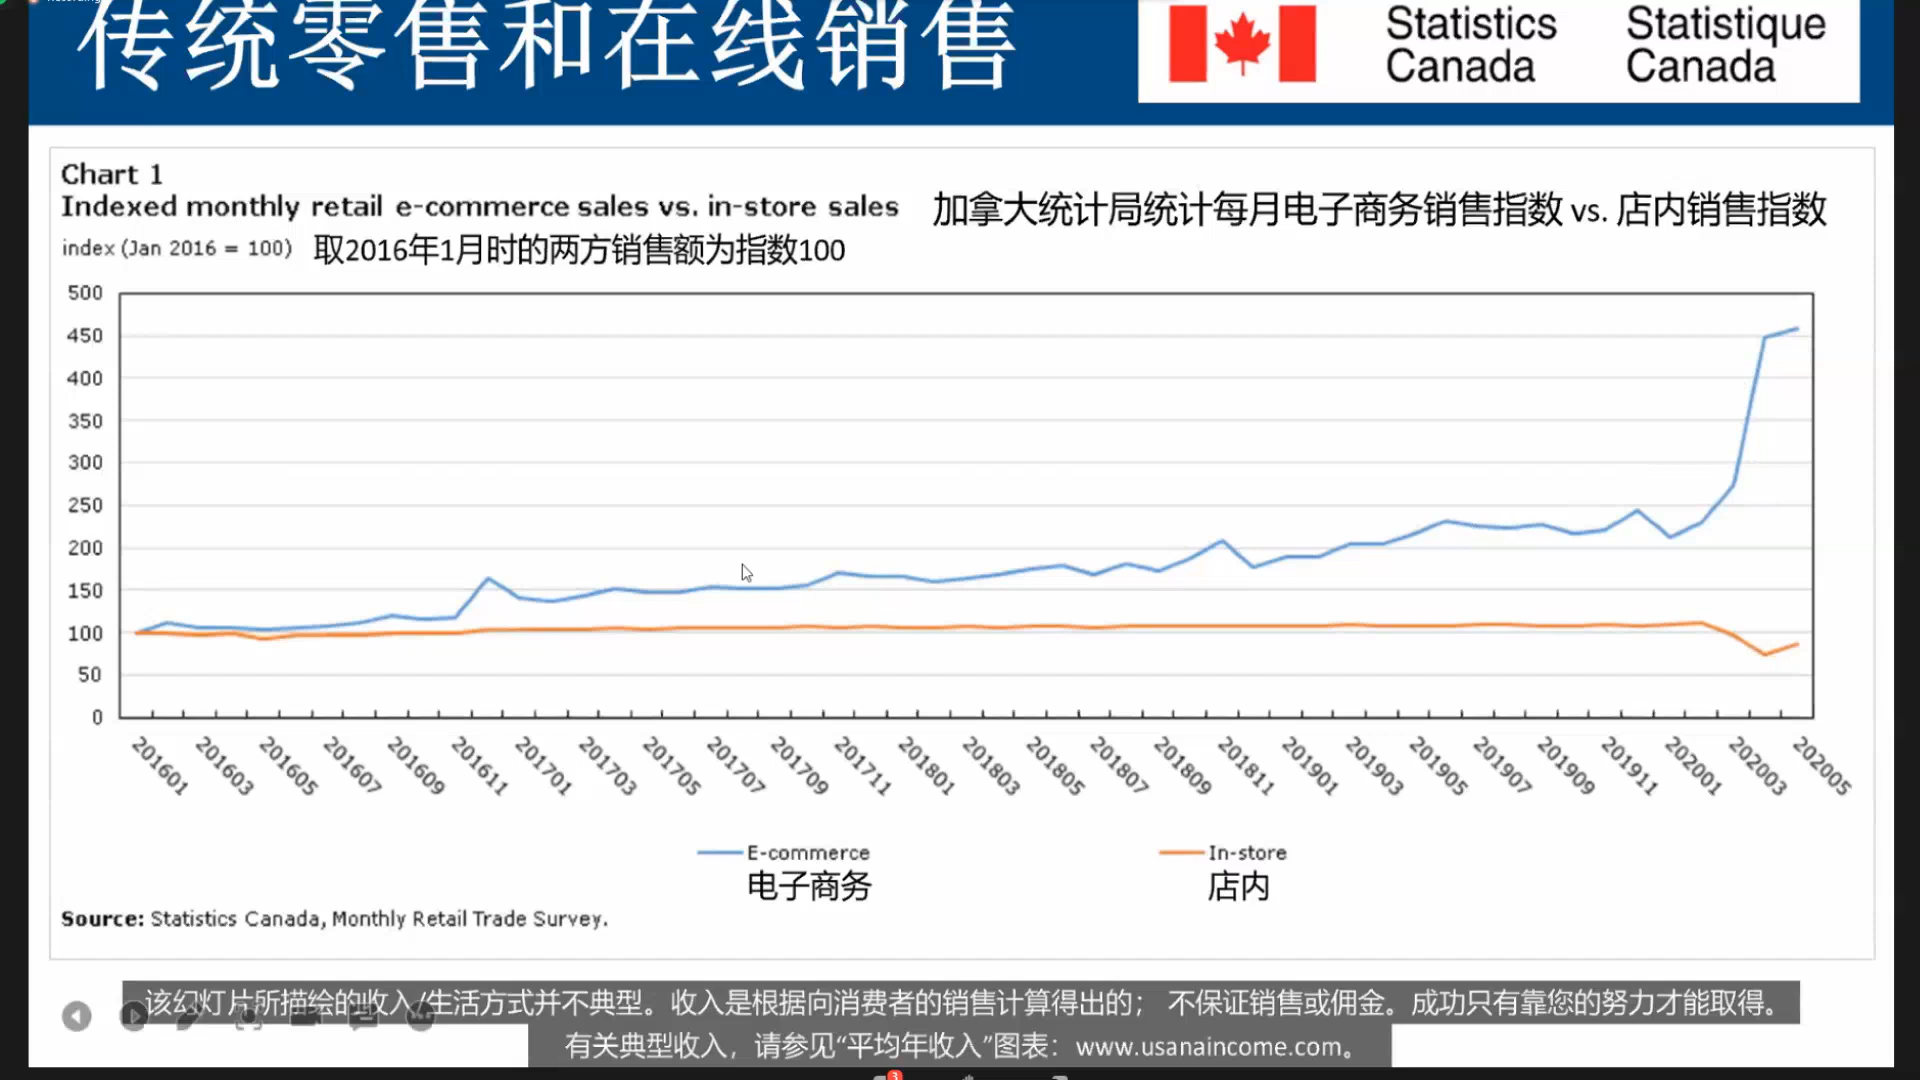 传统零售和在线销售
Statistics Canada
Statistique Canada
Chart 1
Indexed monthly retail e-commerce sales vs. in-store sales
加拿大统计局统计每月电子商务销售指数 vs. 店内销售指数
index (Jan 2016 = 100)
取2016年1月时的两方销售额为指数100
500
450
400
350
300
250
200
150
100
50
0
201601
201603
201605
201607
201609
201611
201701
201703
201705
201707
201709
201711
201801
201803
201805
201807
201809
201811
201901
201903
201905
201907
201909
201911
202001
202003
202005
E-commerce
In-store
电子商务
店内
Source: Statistics Canada, Monthly Retail Trade Survey.
该幻灯片所描绘的收入/生活方式并不典型。收入是根据向消费者的销售计算得出的； 不保证销售或佣金。成功只有靠您的努力才能取得。
有关典型收入，请参见“平均年收入”图表：www.usanaincome.com。
3